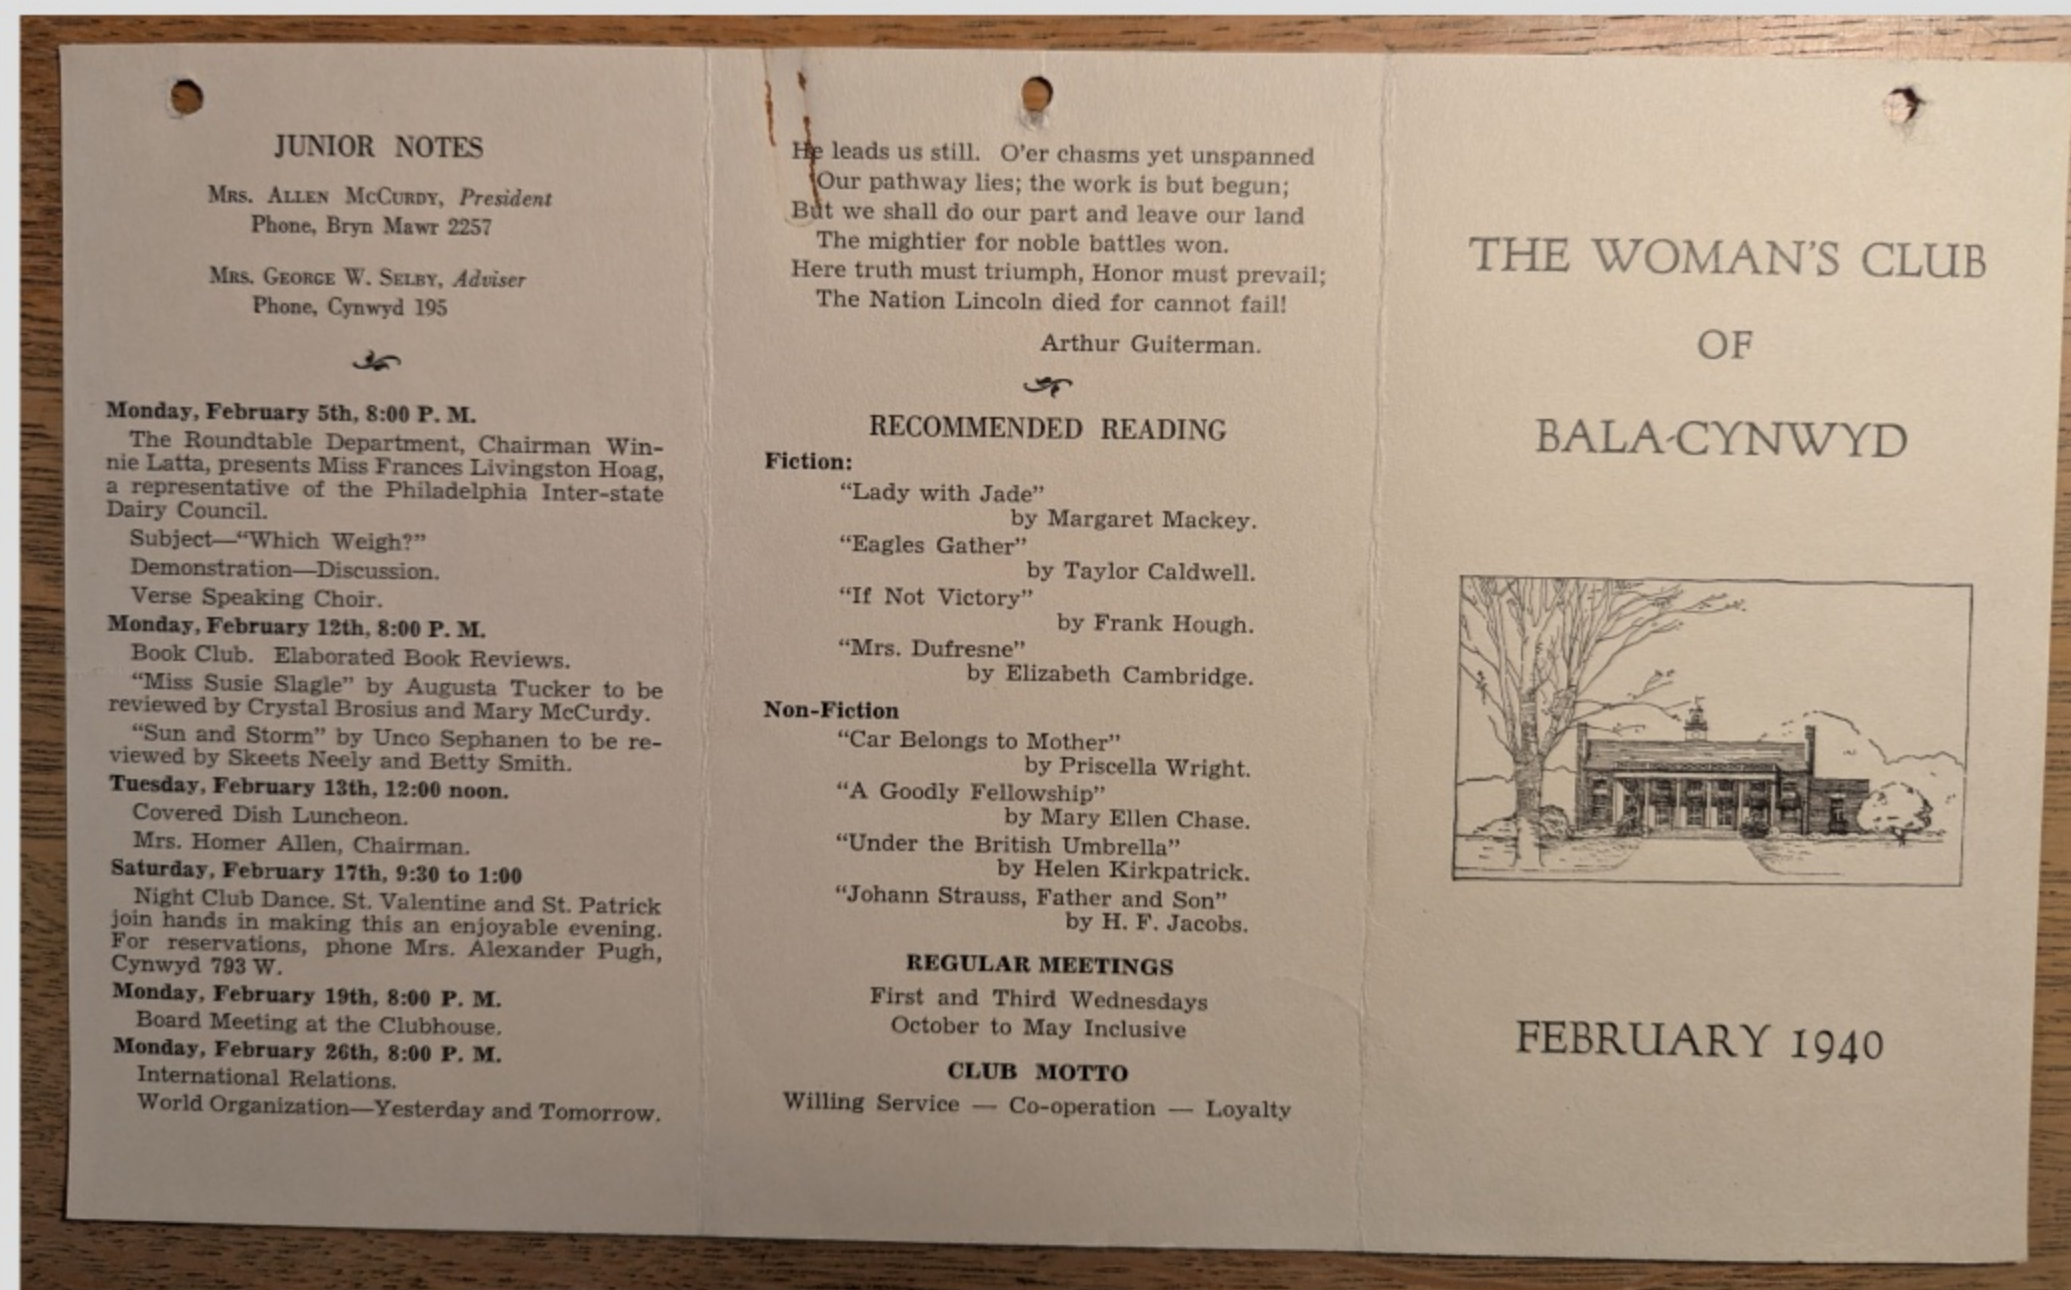 JUNIOR NOTES
MRS. ALLEN MCCURDY, President
Phone, Bryn Mawr 2257
MRS. GEORGE W. SELBY, Adviser
Phone, Cynwyd 195
Monday, February 5th, 8:00 P. M.
The Roundtable Department, Chairman Win-
nie Latta, presents Miss Frances Livingston Hoag,
a representative of the Philadelphia Inter-state
Dairy Council.
Subject—“Which Weigh?”
Demonstration—Discussion.
Verse Speaking Choir.
Monday, February 12th, 8:00 P. M.
Book Club. Elaborated Book Reviews.
“Miss Susie Slagle” by Augusta Tucker to be
reviewed by Crystal Brosius and Mary McCurdy.
“Sun and Storm” by Unco Sephanen to be re-
viewed by Skeets Neely and Betty Smith.
Tuesday, February 13th, 12:00 noon.
Covered Dish Luncheon.
Mrs. Homer Allen, Chairman.
Saturday, February 17th, 9:30 to 1:00
Night Club Dance. St. Valentine and St. Patrick
join hands in making this an enjoyable evening.
For reservations, phone Mrs. Alexander Pugh,
Cynwyd 793 W.
Monday, February 19th, 8:00 P. M.
Board Meeting at the Clubhouse.
Monday, February 26th, 8:00 P. M.
International Relations.
World Organization—Yesterday and Tomorrow.
He leads us still. O’er chasms yet unspanned
Our pathway lies; the work is but begun;
But we shall do our part and leave our land
The mightier for noble battles won.
Here truth must triumph, Honor must prevail;
The Nation Lincoln died for cannot fail!
Arthur Guiterman.
RECOMMENDED READING
Fiction:
“Lady with Jade”
by Margaret Mackey.
“Eagles Gather”
by Taylor Caldwell.
“If Not Victory”
by Frank Hough.
“Mrs. Dufresne”
by Elizabeth Cambridge.
Non-Fiction
“Car Belongs to Mother”
by Priscella Wright.
“A Goodly Fellowship”
by Mary Ellen Chase.
“Under the British Umbrella”
by Helen Kirkpatrick.
“Johann Strauss, Father and Son”
by H. F. Jacobs.
REGULAR MEETINGS
First and Third Wednesdays
October to May Inclusive
CLUB MOTTO
Willing Service — Co-operation — Loyalty
THE WOMAN’S CLUB
OF
BALA-CYNWYD
FEBRUARY 1940